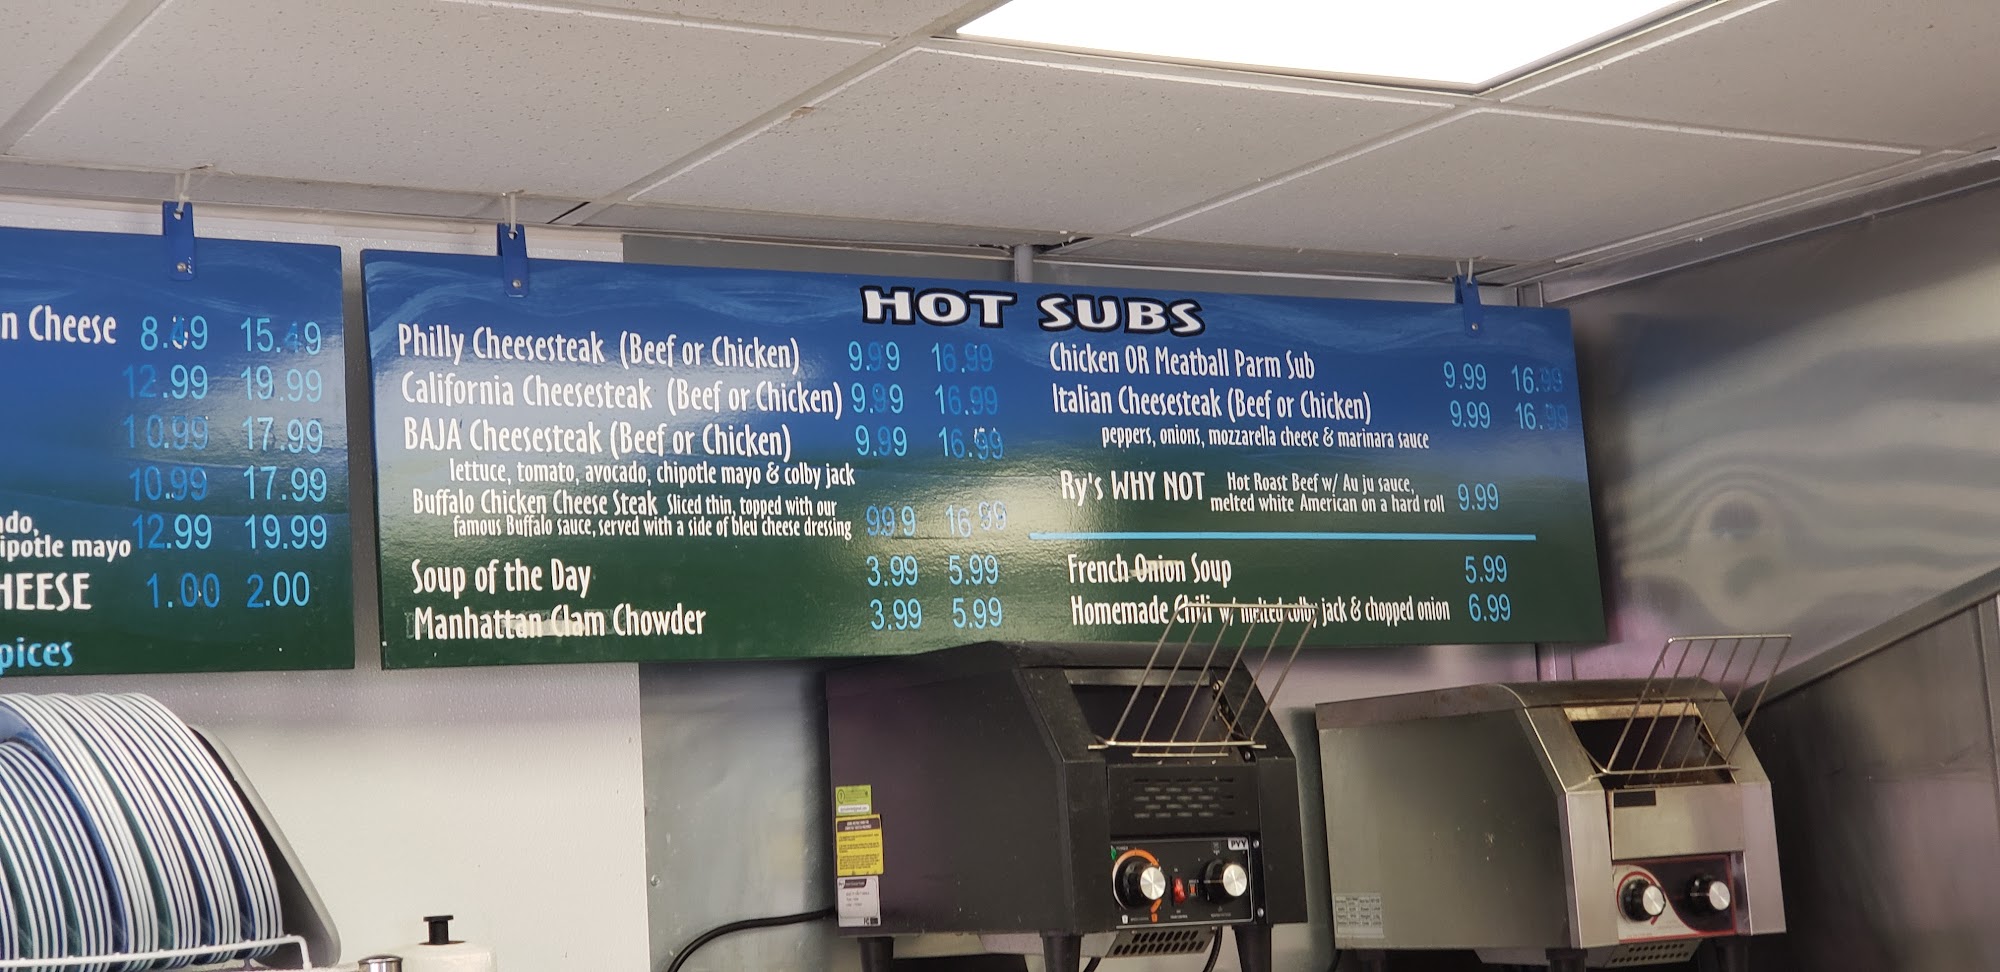 n Cheese 8.49 15.49
12.99 19.99
10.99 17.99
10.99 17.99
ado,
ipotle mayo 12.99 19.99
HEESE 1.00 2.00
pices
HOT SUBS
Philly Cheesesteak (Beef or Chicken) 9.99 16.99
California Cheesesteak (Beef or Chicken) 9.99 16.99
BAJA Cheesesteak (Beef or Chicken) 9.99 16.99
lettuce, tomato, avocado, chipotle mayo & colby jack
Buffalo Chicken Cheese Steak Sliced thin, topped with our
famous Buffalo sauce, served with a side of bleu cheese dressing 999 16 99
Soup of the Day 3.99 5.99
Manhattan Clam Chowder 3.99 5.99
Chicken OR Meatball Parm Sub 9.99 16.99
Italian Cheesesteak (Beef or Chicken) 9.99 16.99
peppers, onions, mozzarella cheese & marinara sauce
Ry's WHY NOT Hot Roast Beef w/ Au ju sauce,
melted white American on a hard roll 9.99
French Onion Soup 5.99
Homemade Chili w/ melted colby jack & chopped onion 6.99
PYY